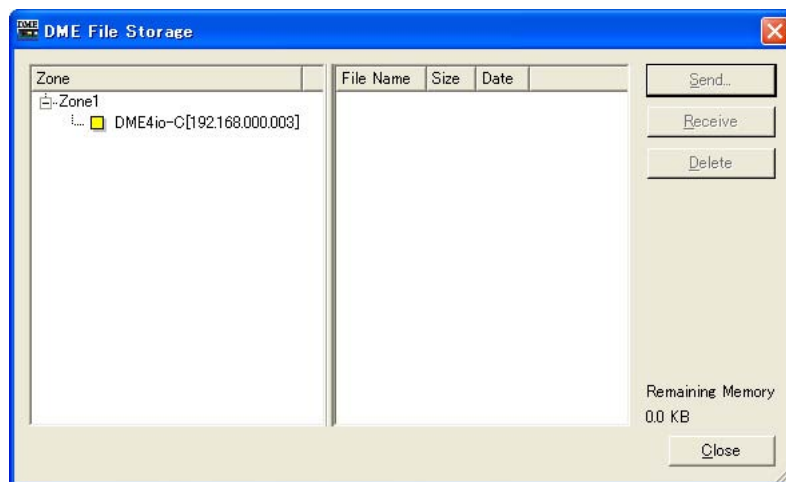 DME File Storage
Zone
File Name Size Date
Send...
Zone1
DME4io-C[192.168.000.003]
Receive
Delete
Remaining Memory
0.0 KB
Close